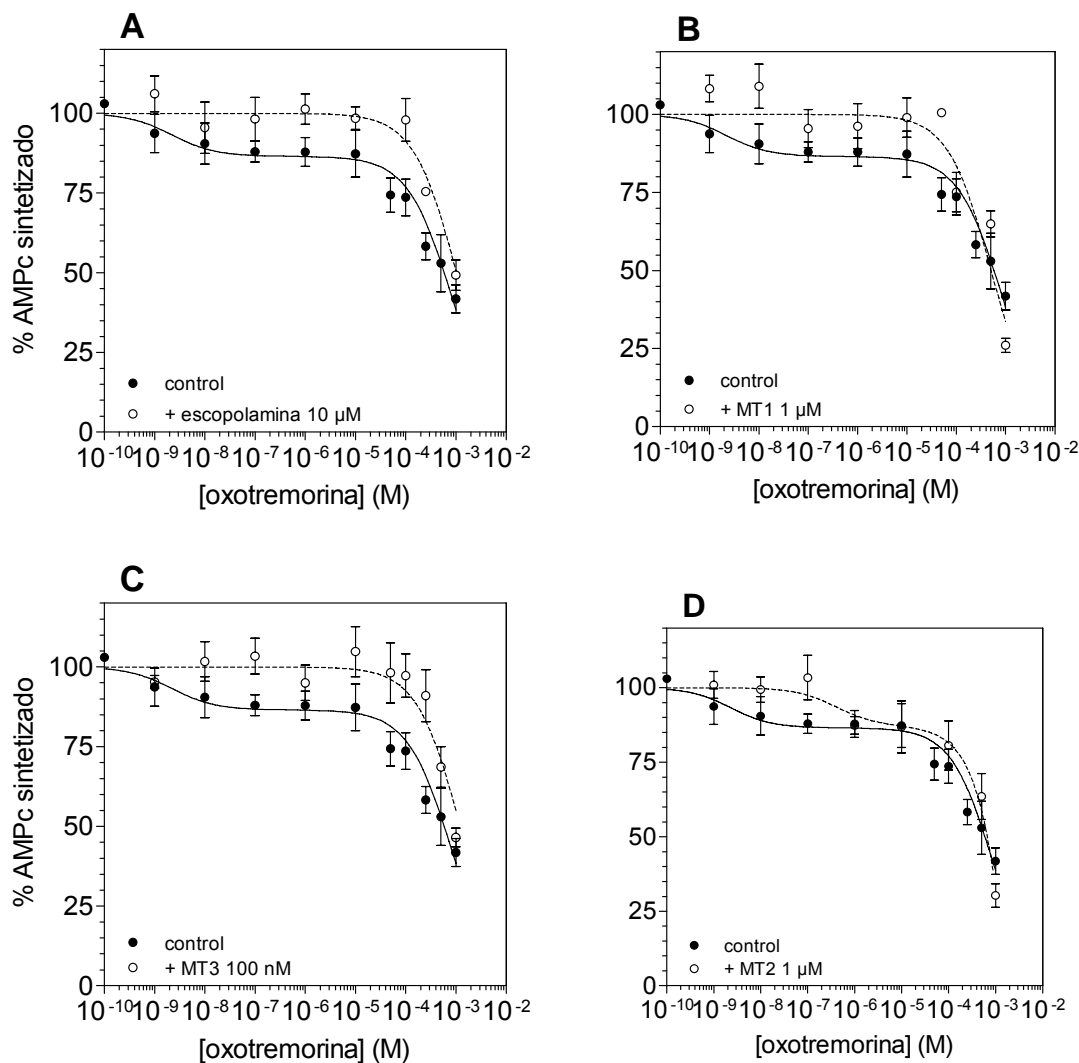 A
% AMPc sintetizado
100
75
50
25
0
control
+ escopolamina 10 µM
10⁻¹⁰ 10⁻⁹ 10⁻⁸ 10⁻⁷ 10⁻⁶ 10⁻⁵ 10⁻⁴ 10⁻³ 10⁻²
[oxotremorina] (M)
B
100
75
50
25
0
control
+ MT1 1 µM
10⁻¹⁰ 10⁻⁹ 10⁻⁸ 10⁻⁷ 10⁻⁶ 10⁻⁵ 10⁻⁴ 10⁻³ 10⁻²
[oxotremorina] (M)
C
% AMPc sintetizado
100
75
50
25
0
control
+ MT3 100 nM
10⁻¹⁰ 10⁻⁹ 10⁻⁸ 10⁻⁷ 10⁻⁶ 10⁻⁵ 10⁻⁴ 10⁻³ 10⁻²
[oxotremorina] (M)
D
100
75
50
25
0
control
+ MT2 1 µM
10⁻¹⁰ 10⁻⁹ 10⁻⁸ 10⁻⁷ 10⁻⁶ 10⁻⁵ 10⁻⁴ 10⁻³ 10⁻²
[oxotremorina] (M)